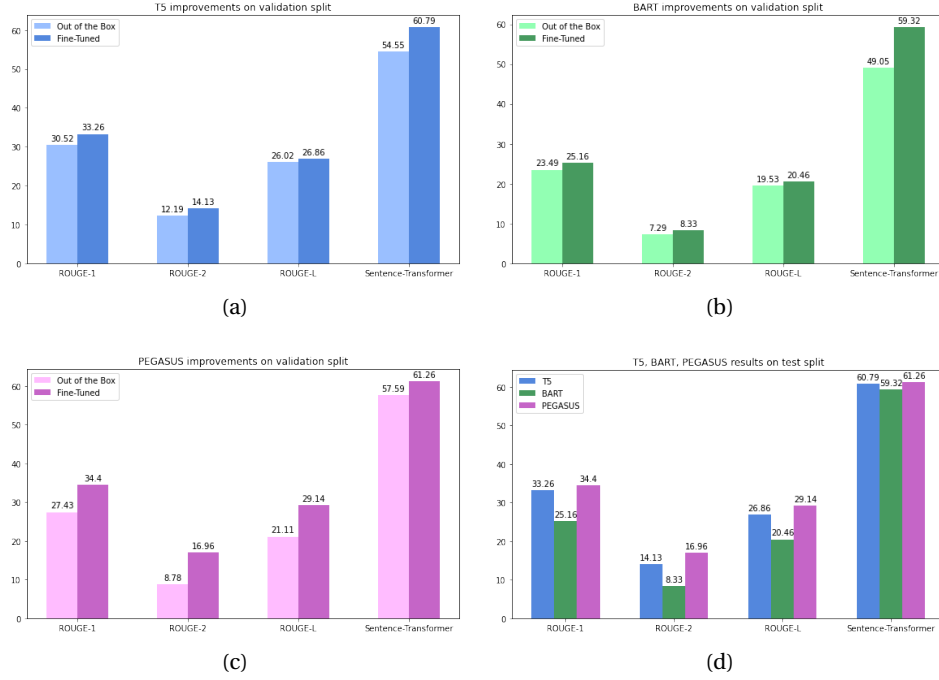 T5 improvements on validation split
Out of the Box
Fine-Tuned
60
50
40
30
20
10
0
30.52
33.26
12.19
14.13
26.02
26.86
54.55
60.79
ROUGE-1
ROUGE-2
ROUGE-L
Sentence-Transformer
(a)
BART improvements on validation split
Out of the Box
Fine-Tuned
60
50
40
30
20
10
0
23.49
25.16
7.29
8.33
19.53
20.46
49.05
59.32
ROUGE-1
ROUGE-2
ROUGE-L
Sentence-Transformer
(b)
PEGASUS improvements on validation split
Out of the Box
Fine-Tuned
60
50
40
30
20
10
0
27.43
34.4
8.78
16.96
21.11
29.14
57.59
61.26
ROUGE-1
ROUGE-2
ROUGE-L
Sentence-Transformer
(c)
T5, BART, PEGASUS results on test split
T5
BART
PEGASUS
60
50
40
30
20
10
0
33.26
25.16
34.4
14.13
8.33
16.96
26.86
20.46
29.14
60.79
59.32
61.26
ROUGE-1
ROUGE-2
ROUGE-L
Sentence-Transformer
(d)